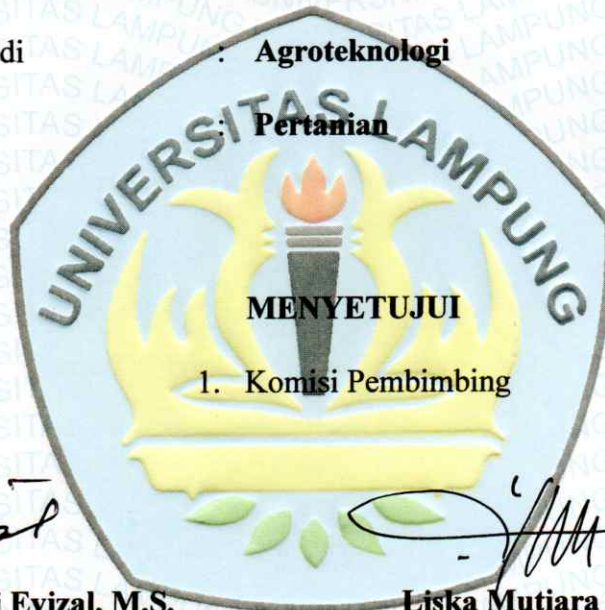 di : Agroteknologi
: Pertanian
UNIVERSITAS LAMPUNG
MENYETUJUI
1. Komisi Pembimbing
i Evizal, M.S. Liska Mutiara